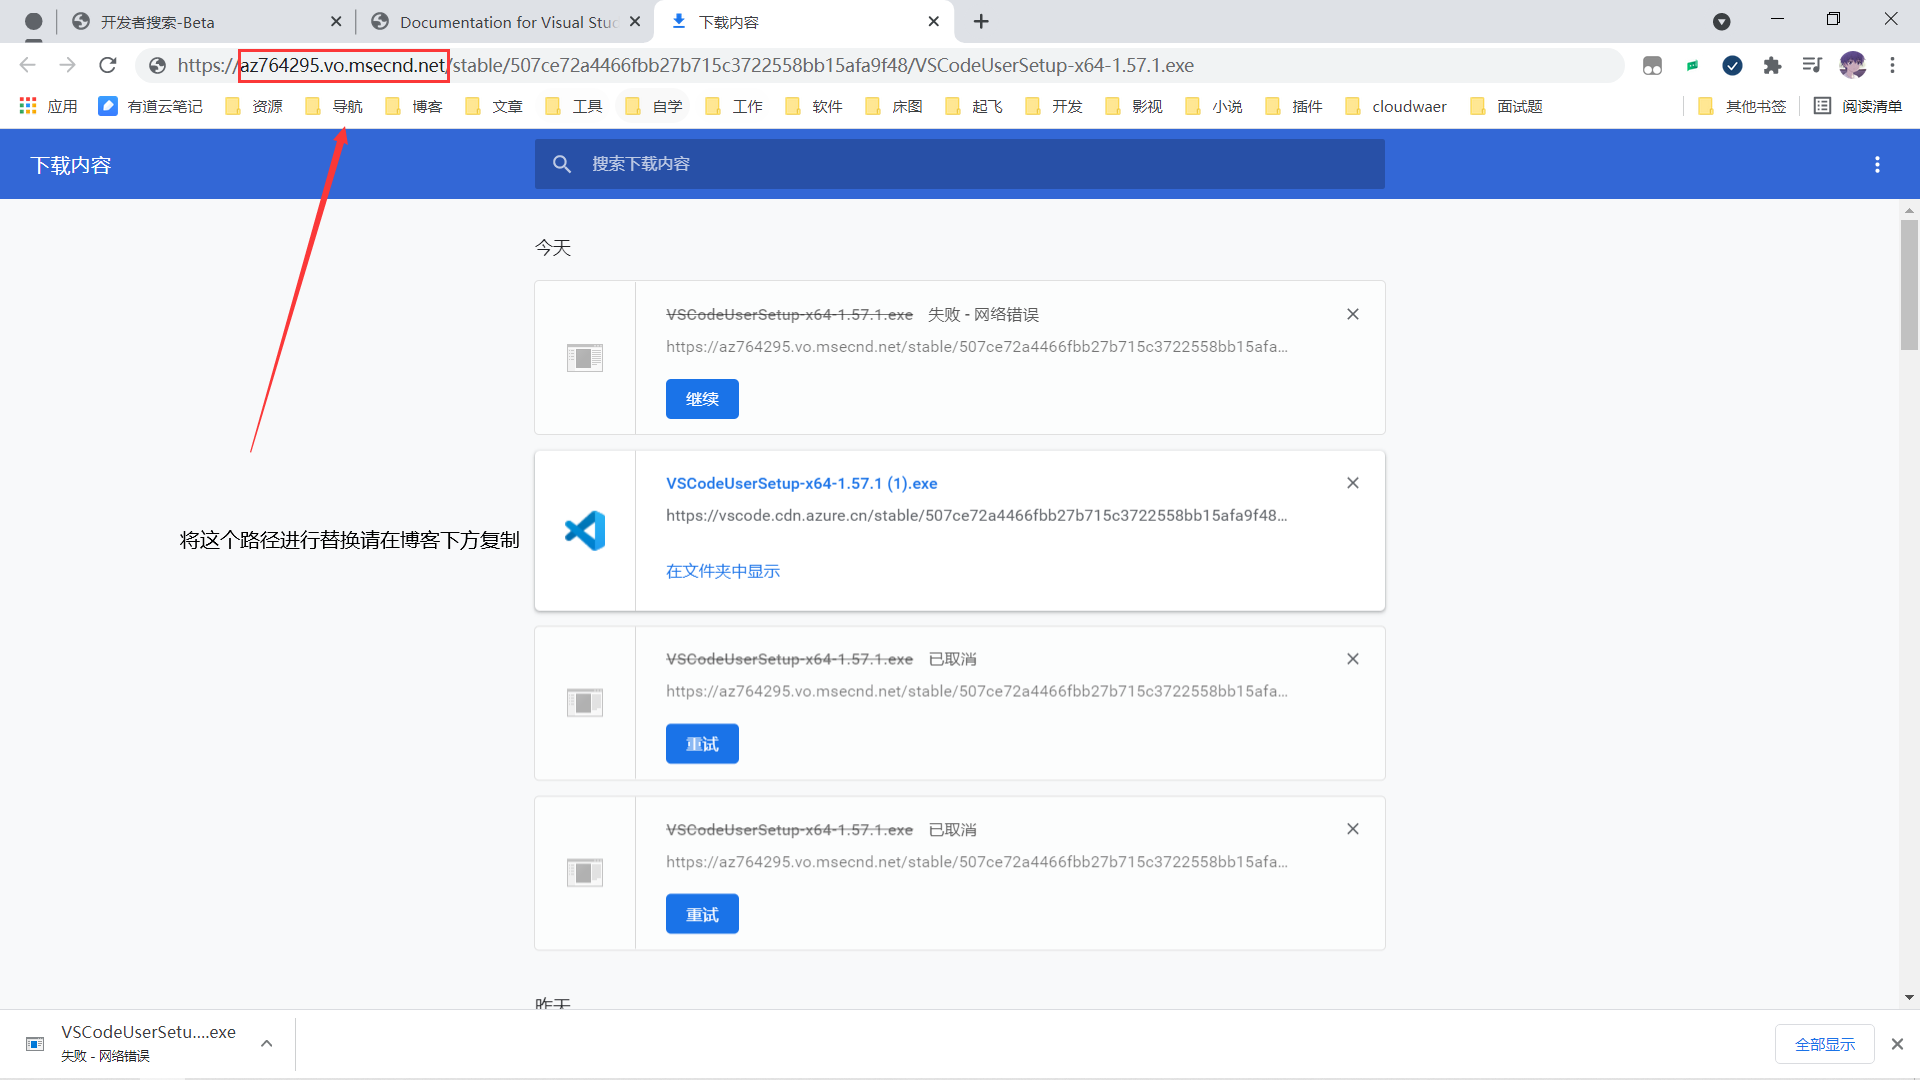 开发者搜索-Beta
Documentation for Visual Stu
下载内容
https://az764295.vo.msecnd.net/stable/507ce72a4466fbb27b715c3722558bb15afa9f48/VSCodeUserSetup-x64-1.57.1.exe
应用 有道云笔记 资源 导航 博客 文章 工具 自学 工作 软件 床图 起飞 开发 影视 小说 插件 cloudwaer 面试题 其他书签 阅读清单
下载内容
搜索下载内容
今天
VSCodeUserSetup-x64-1.57.1.exe 失败 - 网络错误
https://az764295.vo.msecnd.net/stable/507ce72a4466fbb27b715c3722558bb15afa...
继续
VSCodeUserSetup-x64-1.57.1 (1).exe
https://vscode.cdn.azure.cn/stable/507ce72a4466fbb27b715c3722558bb15afa9f48...
在文件夹中显示
将这个路径进行替换请在博客下方复制
VSCodeUserSetup-x64-1.57.1.exe 已取消
https://az764295.vo.msecnd.net/stable/507ce72a4466fbb27b715c3722558bb15afa...
重试
VSCodeUserSetup-x64-1.57.1.exe 已取消
https://az764295.vo.msecnd.net/stable/507ce72a4466fbb27b715c3722558bb15afa...
重试
昨天
VSCodeUserSetu....exe
失败 - 网络错误
全部显示